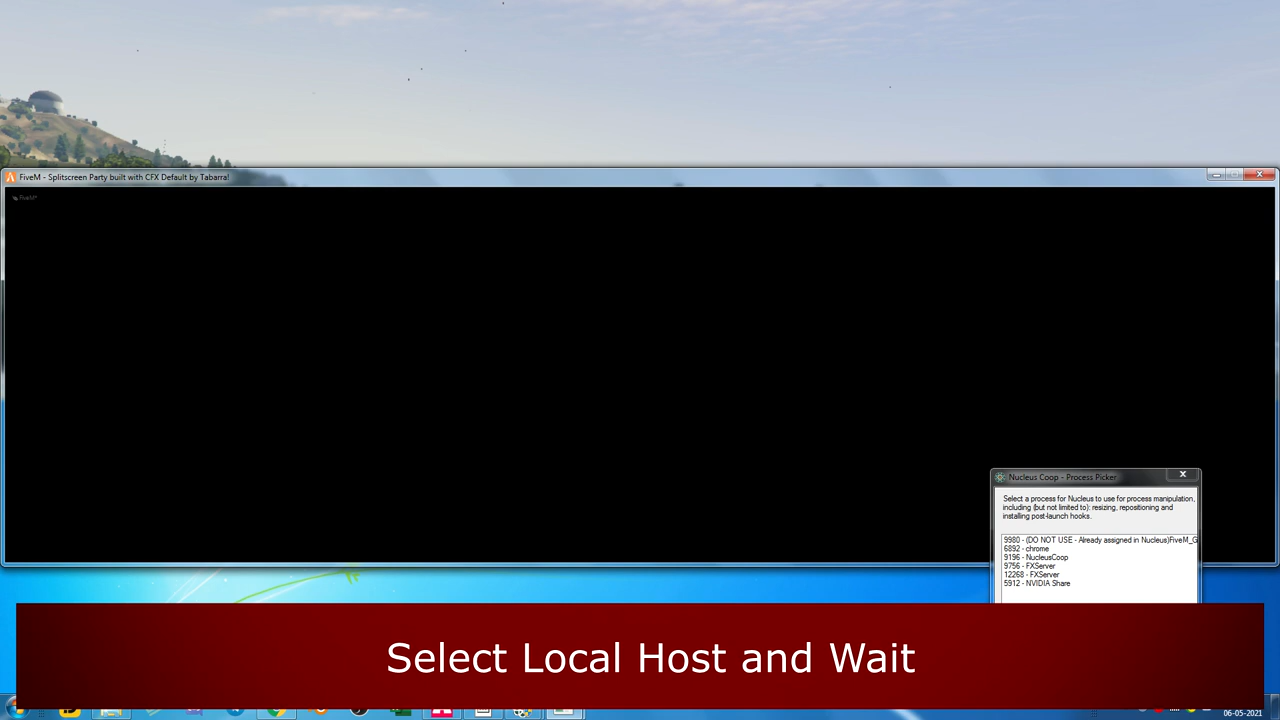 FiveM - Splitscreen Party built with CFX Default by Tabarra!
FiveM*
Nucleus Coop - Process Picker
Select a process for Nucleus to use for process manipulation,
including (but not limited to): resizing, repositioning and
installing post-launch hooks.
9980 - (DO NOT USE - Already assigned in Nucleus)FiveM_G
6892 - chrome
9196 - NucleusCoop
9756 - FXServer
12268 - FXServer
5912 - NVIDIA Share
Select Local Host and Wait
06-05-2021